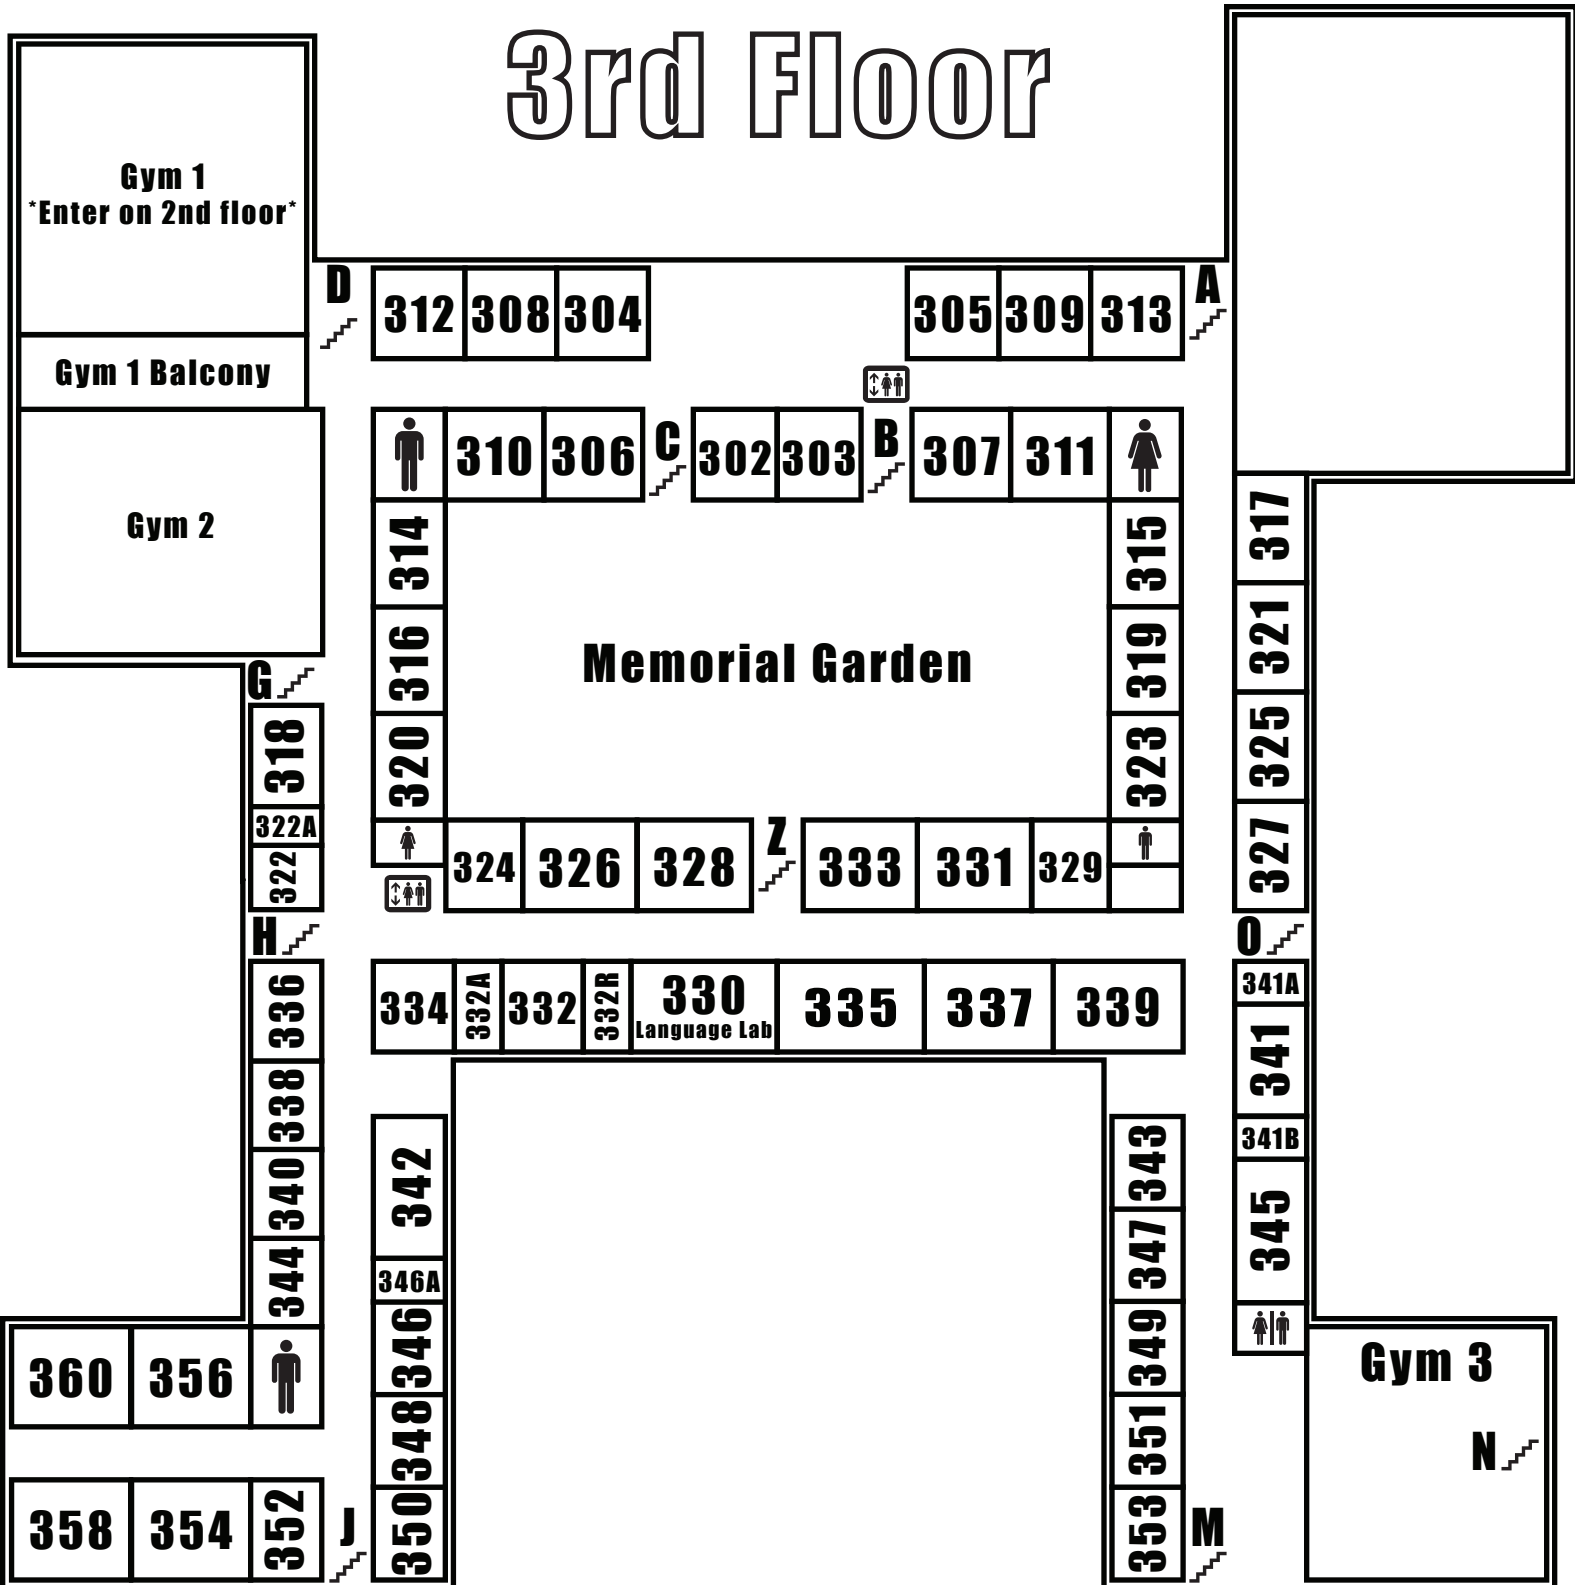 3rd Floor
Gym 1
*Enter on 2nd floor*
D
312 308 304
305 309 313
A
Gym 1 Balcony
310 306
C
302 303
B
307 311
Gym 2
314
315
317
Memorial Garden
316
319
321
G
318
320
323
325
322A
322
324 326 328
Z
333 331 329
327
H
O
334 332A 332 332R 330
Language Lab
335 337 339
336
341A
341
338
340
344
342
343
341B
345
346A
347
346
349
360 356
Gym 3
348
351
N
358 354 352
J
350
353
M